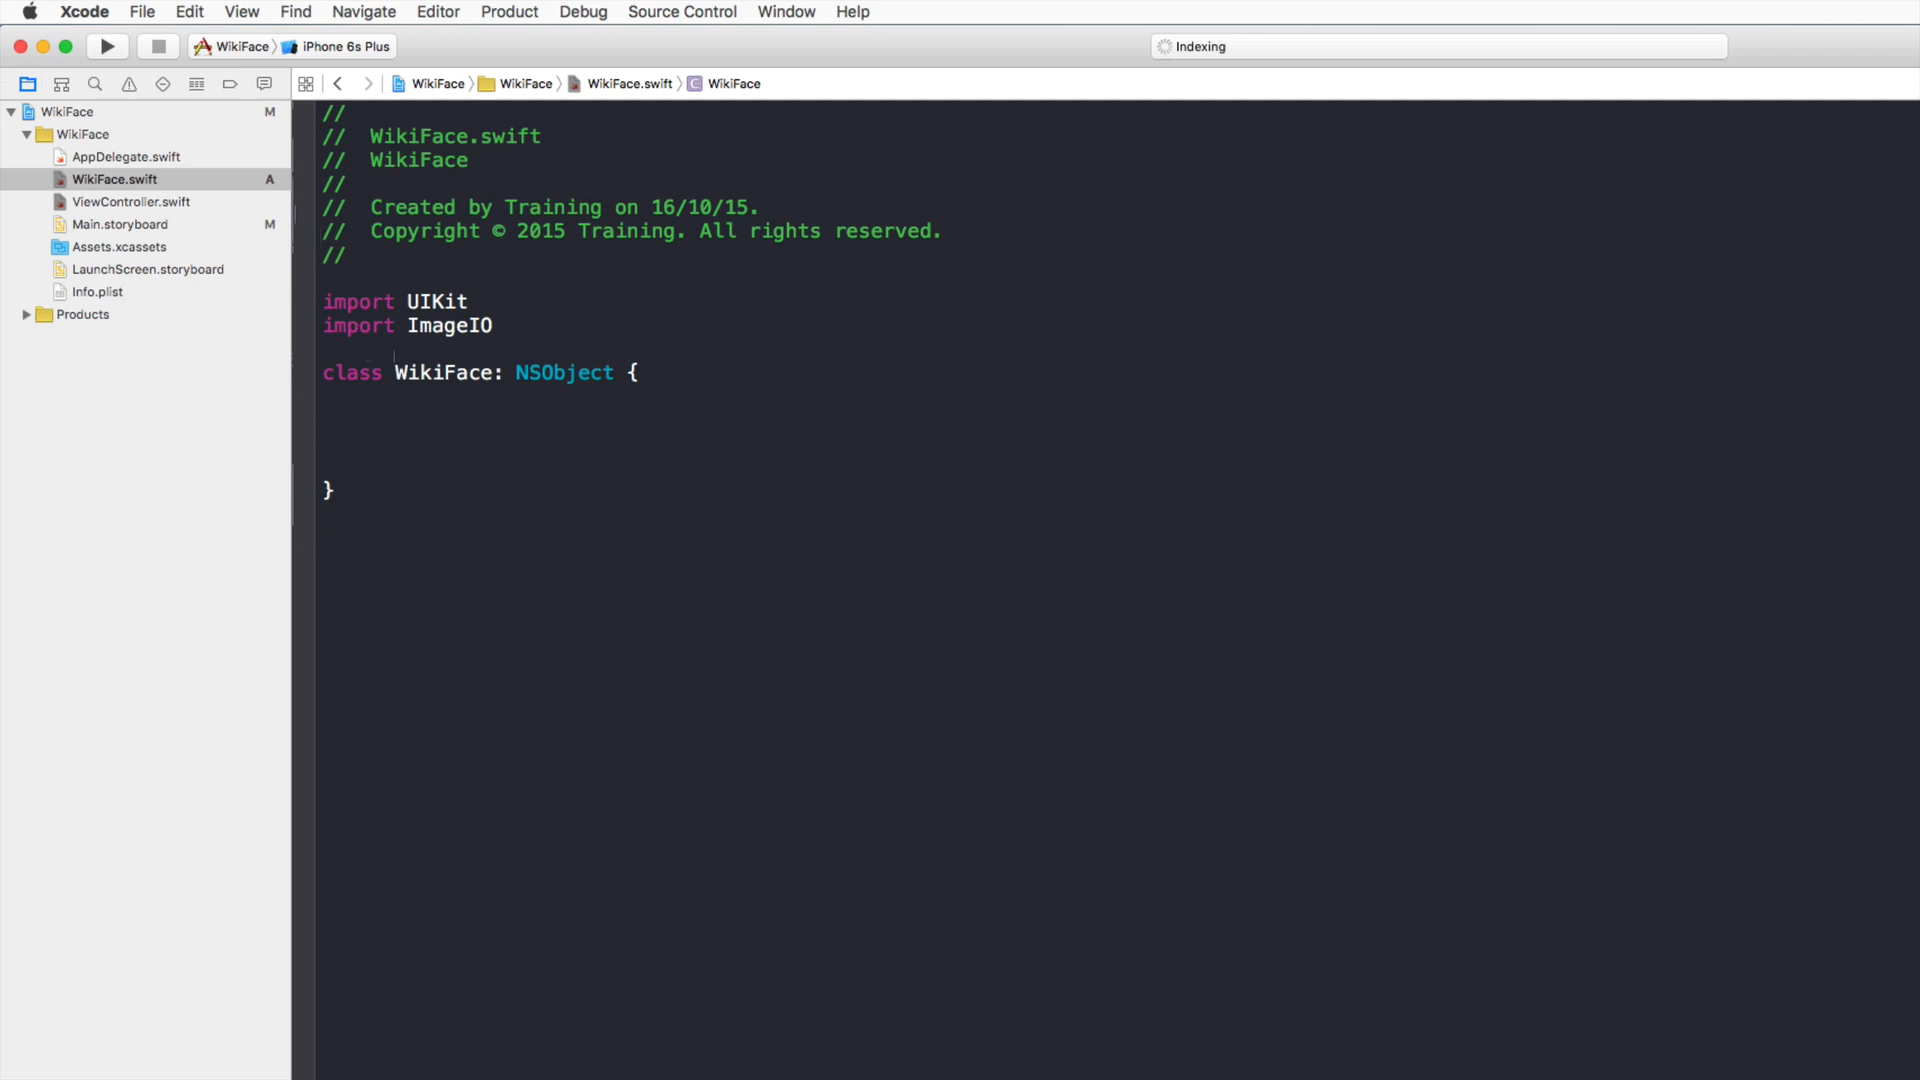 Xcode File Edit View Find Navigate Editor Product Debug Source Control Window Help
WikiFace iPhone 6s Plus Indexing
WikiFace WikiFace WikiFace.swift C WikiFace
WikiFace M
WikiFace
AppDelegate.swift
WikiFace.swift A
ViewController.swift
Main.storyboard M
Assets.xcassets
LaunchScreen.storyboard
Info.plist
Products
//
// WikiFace.swift
// WikiFace
//
// Created by Training on 16/10/15.
// Copyright © 2015 Training. All rights reserved.
//
import UIKit
import ImageIO
class WikiFace: NSObject {
}